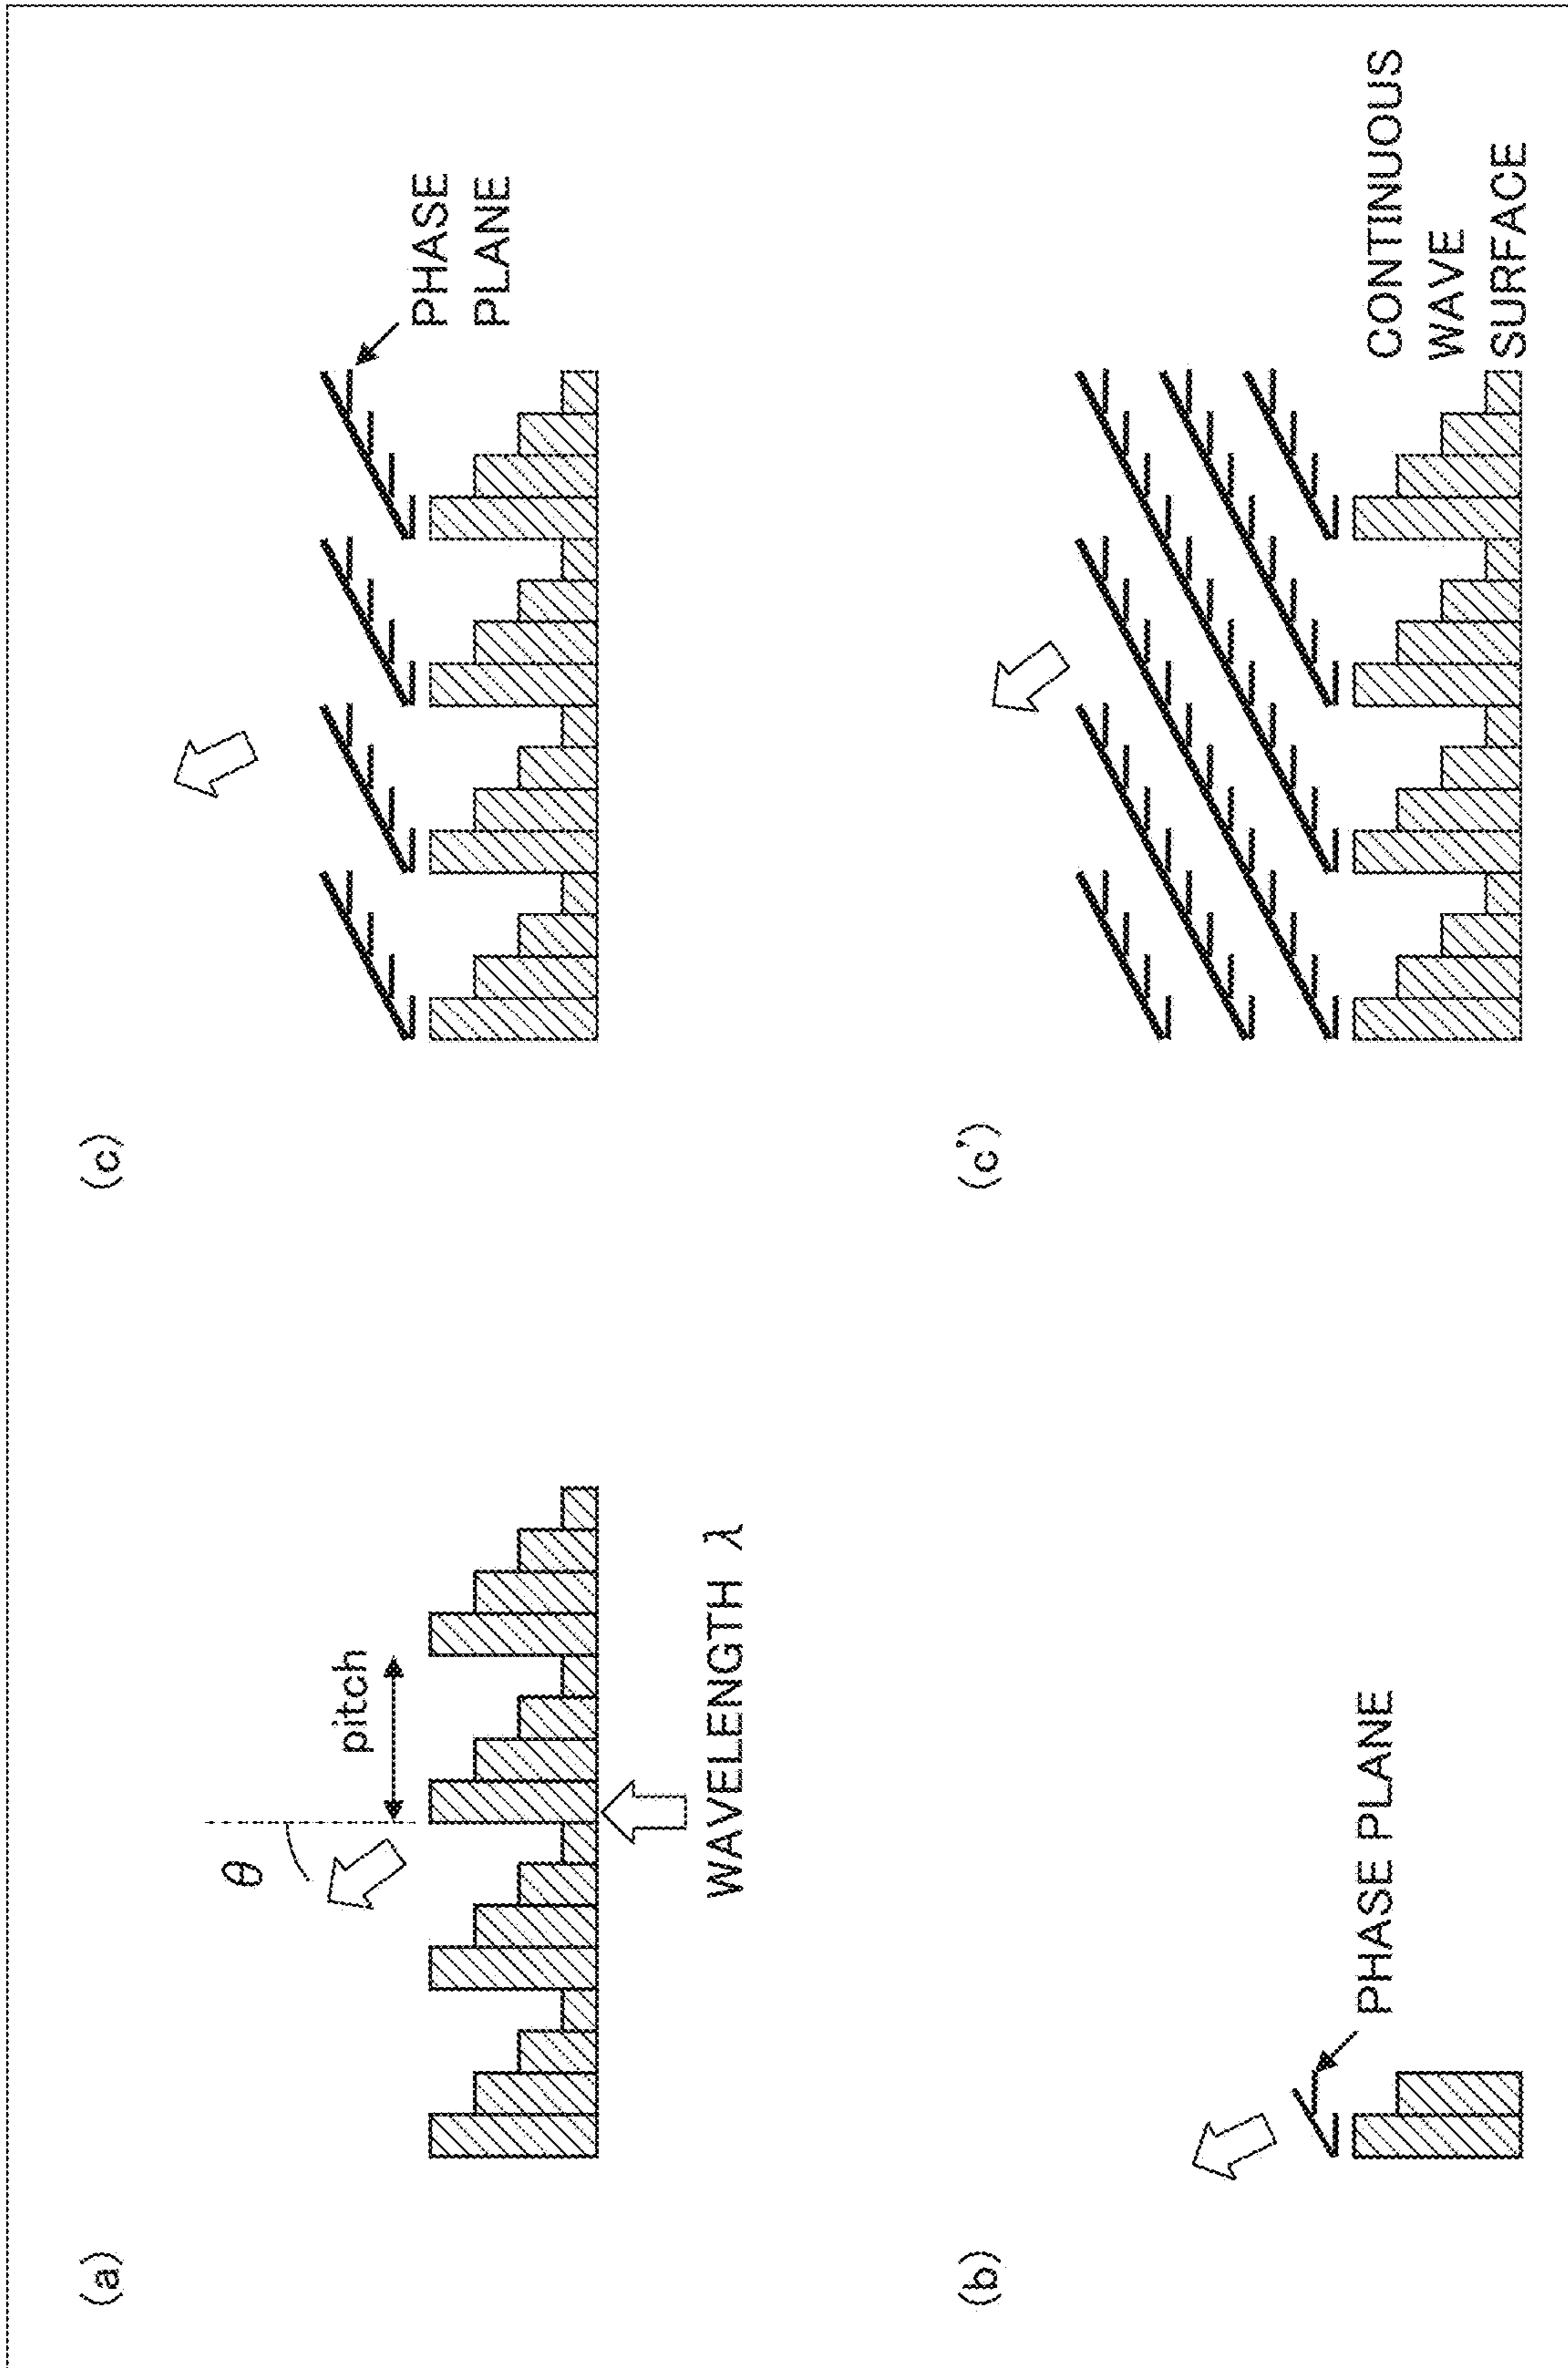 (a)
θ
pitch
WAVELENGTH λ
(b)
PHASE PLANE
(c)
PHASE
PLANE
(c')
CONTINUOUS
WAVE
SURFACE